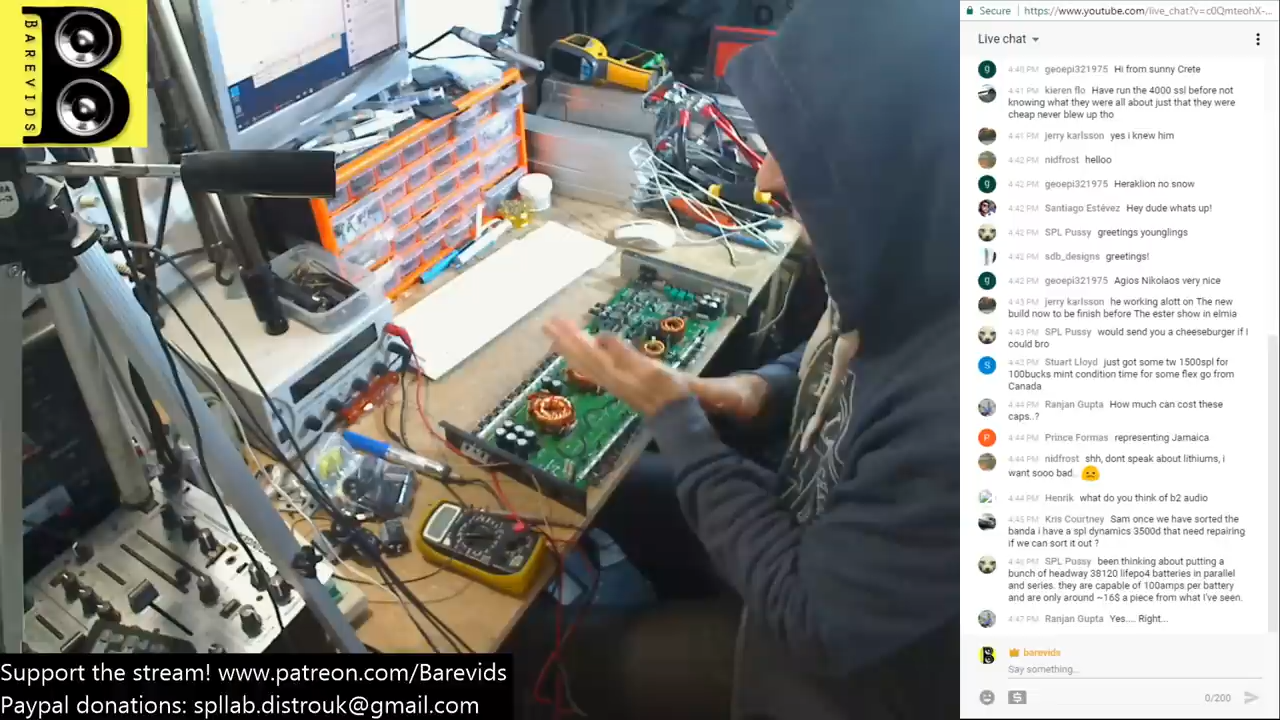 BAREVIDS
B
Secure https://www.youtube.com/live_chat?v=c0QmteohX-...
Live chat
g 4:40 PM geoepi321975 Hi from sunny Crete
4:41 PM kieren flo Have run the 4000 ssl before not
knowing what they were all about just that they were
cheap never blew up tho
4:41 PM jerry karlsson yes i knew him
4:42 PM nidfrost helloo
g 4:42 PM geoepi321975 Heraklion no snow
4:42 PM Santiago Estévez Hey dude whats up!
4:42 PM SPL Pussy greetings younglings
4:42 PM sdb_designs greetings!
g 4:42 PM geoepi321975 Agios Nikolaos very nice
4:43 PM jerry karlsson he working alott on The new
build now to be finish before The ester show in elmia
4:43 PM SPL Pussy would send you a cheeseburger if I
could bro
S 4:42 PM Stuart Lloyd just got some tw 1500spl for
100bucks mint condition time for some flex go from
Canada
4:44 PM Ranjan Gupta How much can cost these
caps..?
P 4:44 PM Prince Formas representing Jamaica
4:44 PM nidfrost shh, dont speak about lithiums, i
want sooo bad..
4:44 PM Henrik what do you think of b2 audio
4:45 PM Kris Courtney Sam once we have sorted the
banda i have a spl dynamics 3500d that need repairing
if we can sort it out ?
4:46 PM SPL Pussy been thinking about putting a
bunch of headway 38120 lifepo4 batteries in parallel
and series. they are capable of 100amps per battery
and are only around ~16$ a piece from what I've seen.
4:47 PM Ranjan Gupta Yes.... Right...
B barevids
Say something...
0/200
Support the stream! www.patreon.com/Barevids
Paypal donations: spllab.distrouk@gmail.com